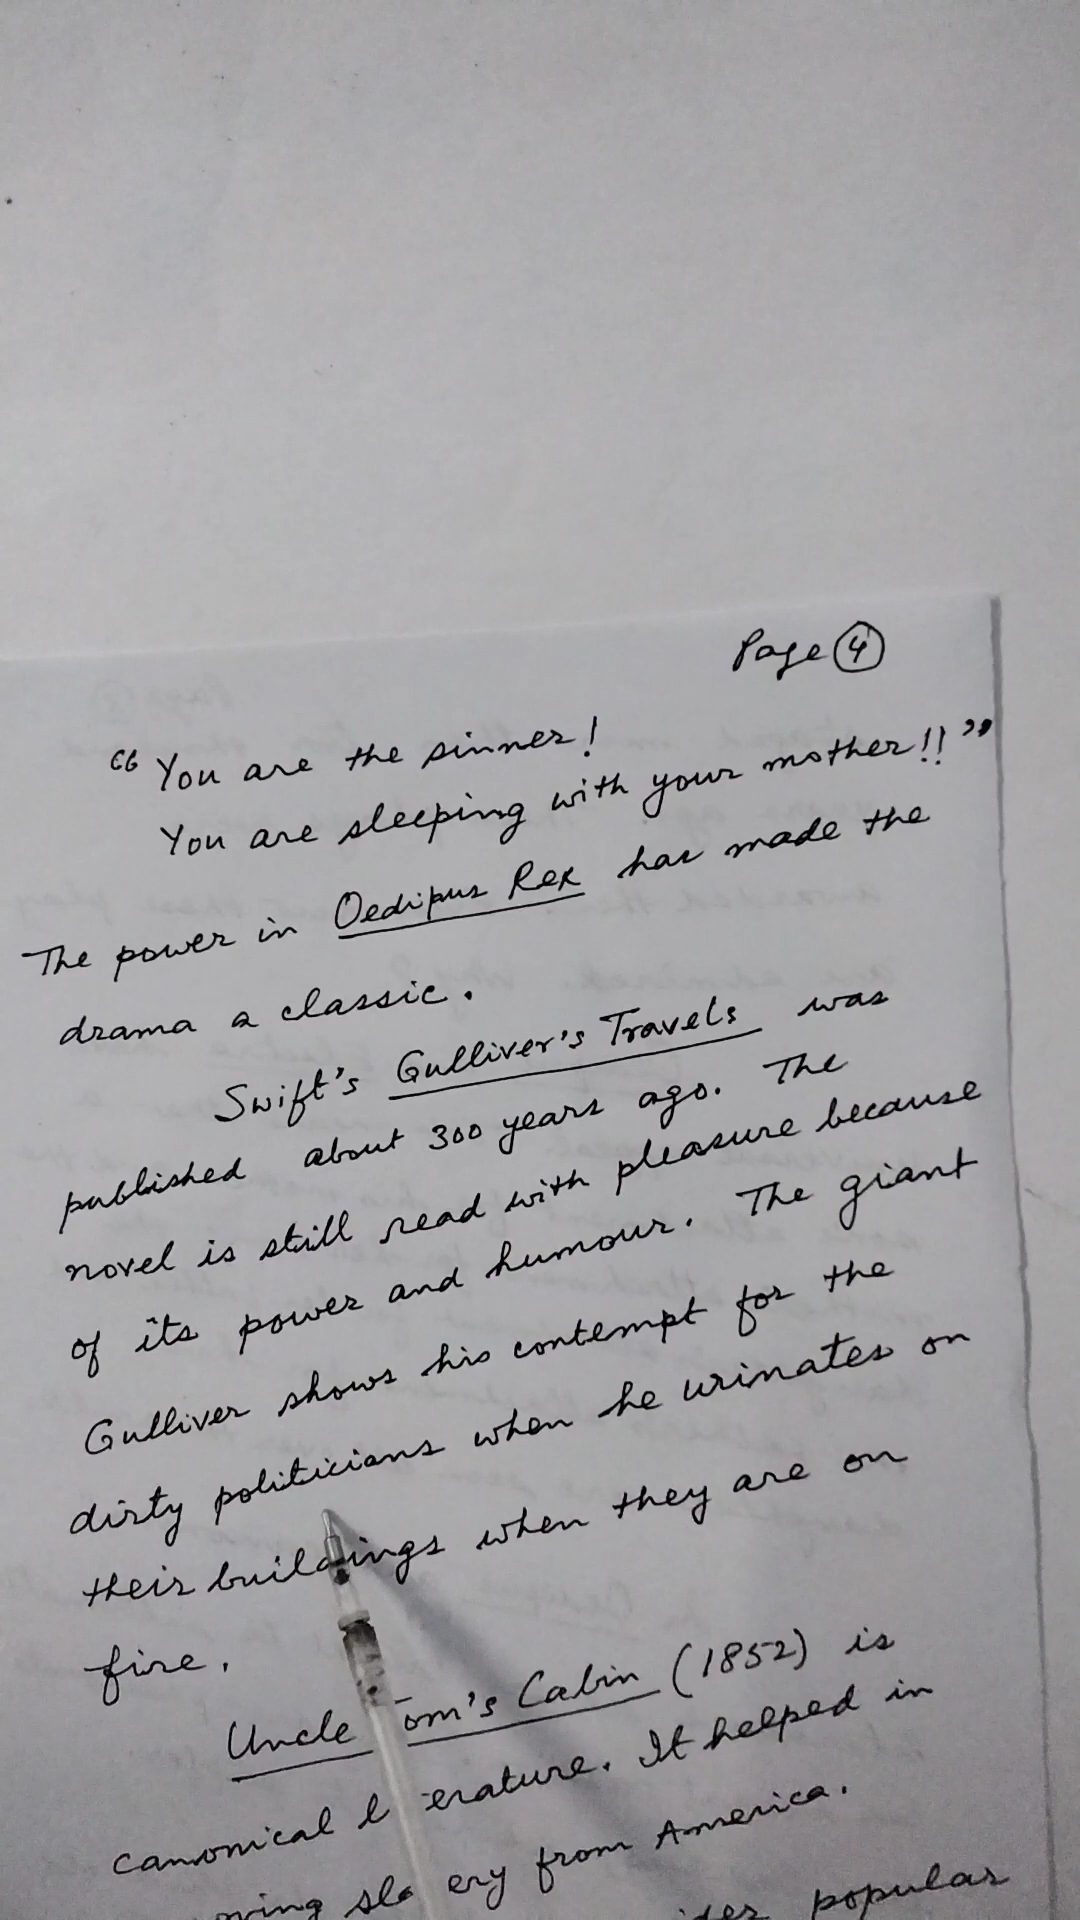 Page 4
“You are the sinner!
You are sleeping with your mother!!”
The power in Oedipus Rex has made the
drama a classic.
Swift's Gulliver's Travels was
published about 300 years ago. The
novel is still read with pleasure because
of its power and humour. The giant
Gulliver shows his contempt for the
dirty politicians when he urinates on
their buildings when they are on
fire.
Uncle Tom's Cabin (1852) is
canonical literature. It helped in
slavery from America.
popular